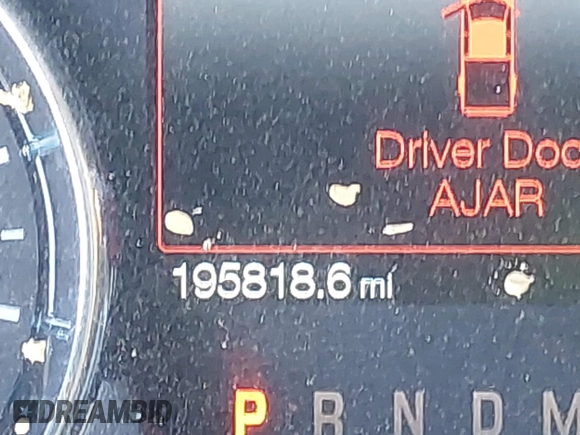 Driver Doo
AJAR
195818.6 mi
P R N D M
DREAMBID